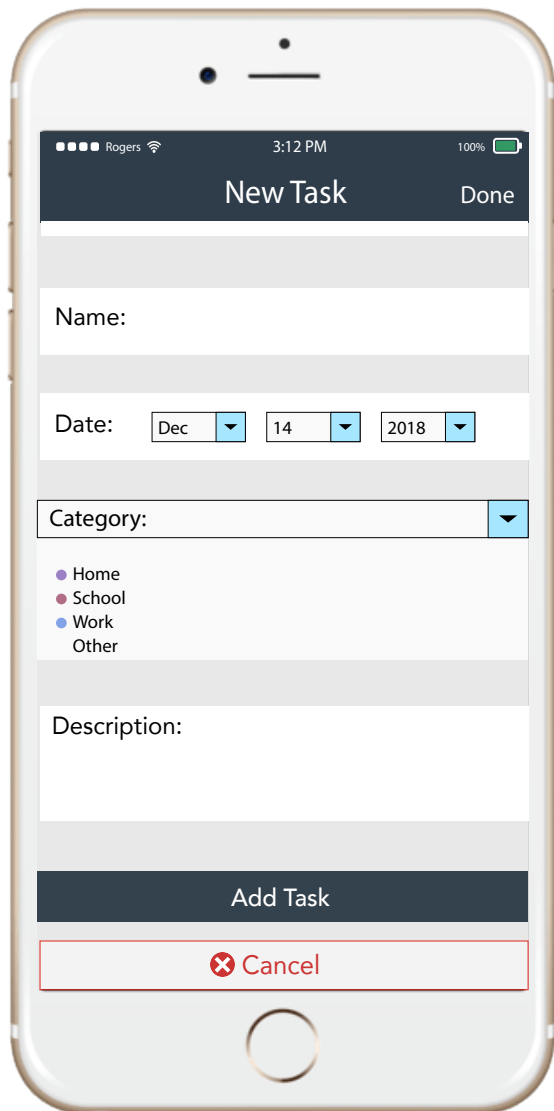 Rogers 3:12 PM 100%
New Task Done
Name:
Date: Dec 14 2018
Category:
Home
School
Work
Other
Description:
Add Task
Cancel